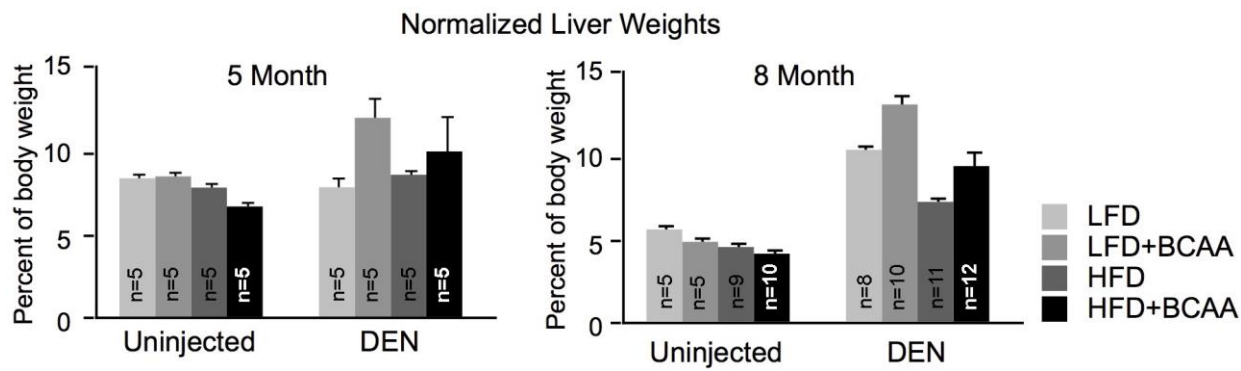 Normalized Liver Weights
5 Month
Percent of body weight
15
10
5
0
n=5
n=5
n=5
n=5
n=5
n=5
n=5
n=5
Uninjected
DEN
8 Month
Percent of body weight
15
10
5
0
n=5
n=5
n=9
n=10
n=8
n=10
n=11
n=12
Uninjected
DEN
LFD
LFD+BCAA
HFD
HFD+BCAA